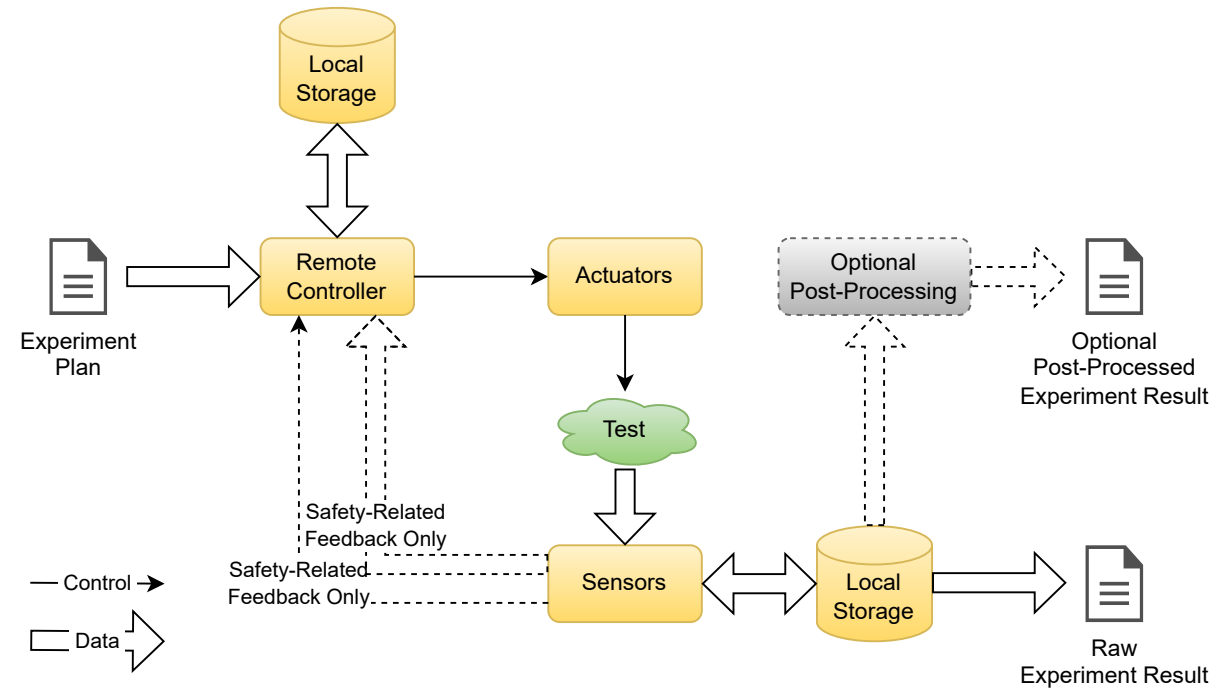 Local
Storage
Remote
Controller
Actuators
Optional
Post-Processing
Experiment
Plan
Optional
Post-Processed
Experiment Result
Test
Safety-Related
Feedback Only
Safety-Related
Feedback Only
Sensors
Local
Storage
Control
Data
Raw
Experiment Result